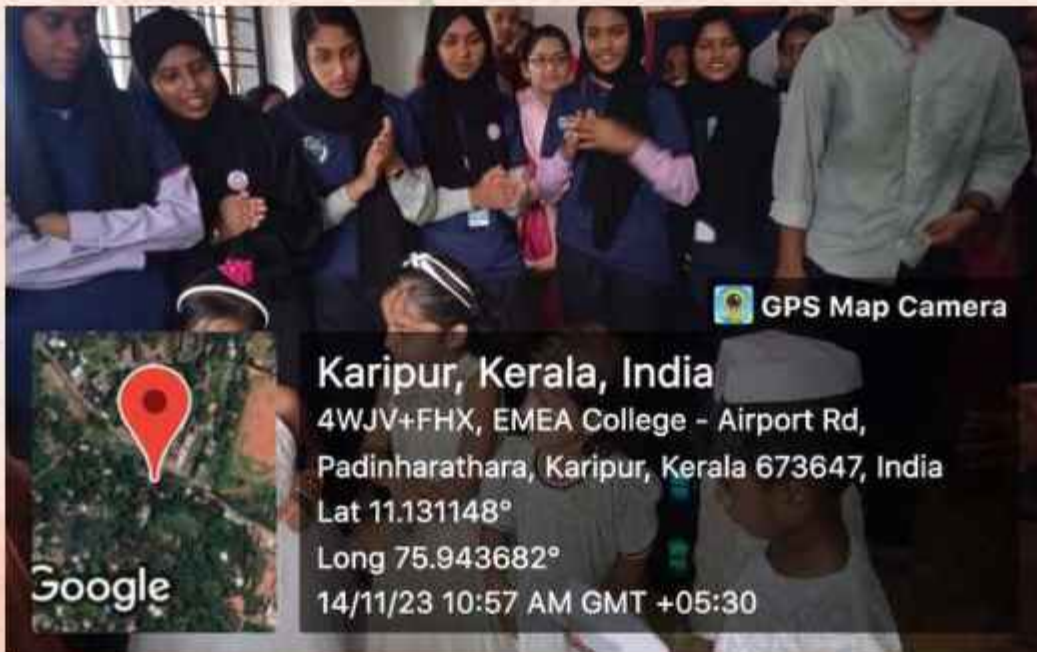 GPS Map Camera
Karipur, Kerala, India
4WJV+FHX, EMEA College - Airport Rd,
Padinharathara, Karipur, Kerala 673647, India
Lat 11.131148°
Long 75.943682°
14/11/23 10:57 AM GMT +05:30
Google